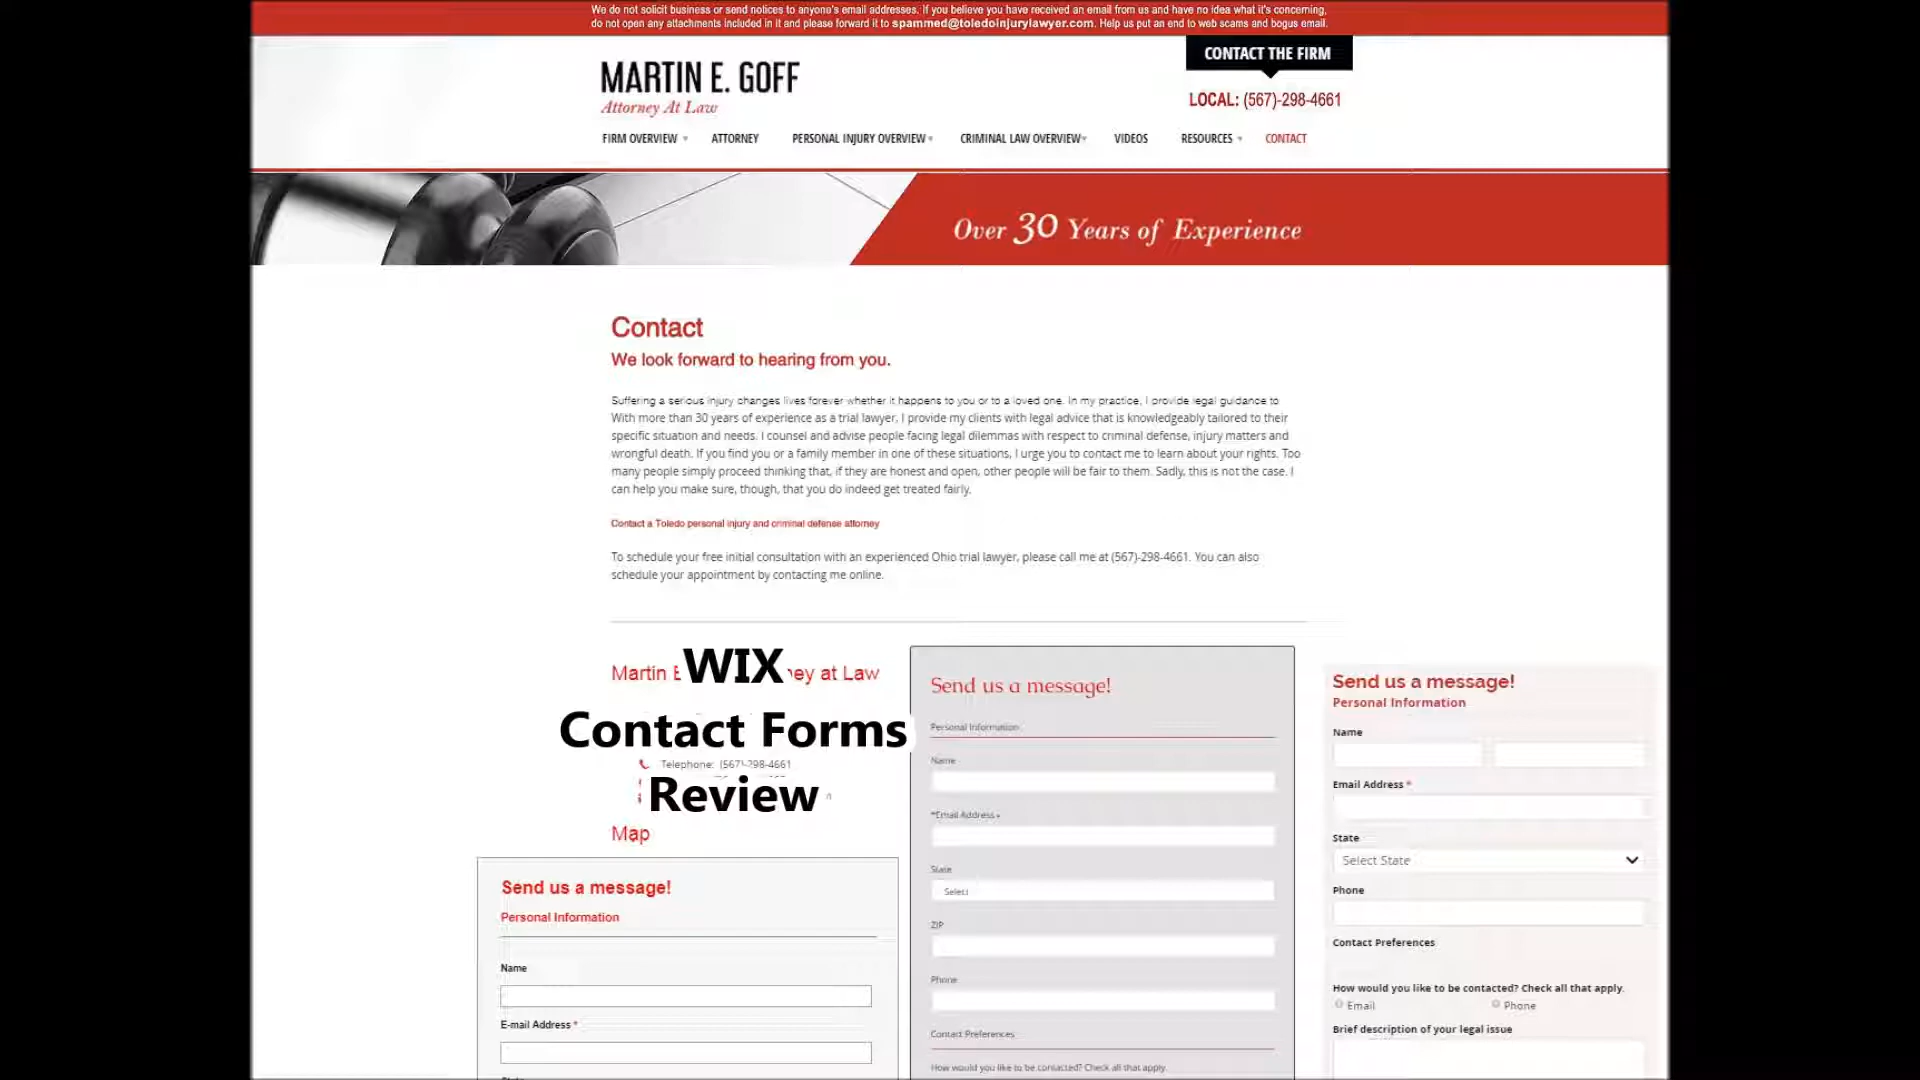 We do not solicit business or send notices to anyone's email addresses. If you believe you have received an email from us and have no idea what it's concerning,
do not open any attachments included in it and please forward it to spammed@toledoinjurylawyer.com. Help us put an end to web scams and bogus email.
CONTACT THE FIRM
MARTIN E. GOFF
Attorney At Law
LOCAL: (567)-298-4661
FIRM OVERVIEW ATTORNEY PERSONAL INJURY OVERVIEW CRIMINAL LAW OVERVIEW VIDEOS RESOURCES CONTACT
Over 30 Years of Experience
Contact
We look forward to hearing from you.
Suffering a serious injury changes lives forever whether it happens to you or to a loved one. In my practice, I provide legal guidance to
With more than 30 years of experience as a trial lawyer, I provide my clients with legal advice that is knowledgeably tailored to their
specific situation and needs. I counsel and advise people facing legal dilemmas with respect to criminal defense, injury matters and
wrongful death. If you find you or a family member in one of these situations, I urge you to contact me to learn about your rights. Too
many people simply proceed thinking that, if they are honest and open, other people will be fair to them. Sadly, this is not the case. I
can help you make sure, though, that you do indeed get treated fairly.
Contact a Toledo personal injury and criminal defense attorney
To schedule your free initial consultation with an experienced Ohio trial lawyer, please call me at (567)-298-4661. You can also
schedule your appointment by contacting me online.
Martin at Law
WIX
Contact Forms
Review
Telephone: (567)-298-4661
Map
Send us a message!
Personal Information
Name
E-mail Address *
Send us a message!
Personal Information
Name
*Email Address *
State
Select
ZIP
Phone
Contact Preferences
How would you like to be contacted? Check all that apply.
Send us a message!
Personal Information
Name
Email Address *
State
Select State
Phone
Contact Preferences
How would you like to be contacted? Check all that apply.
Email Phone
Brief description of your legal issue